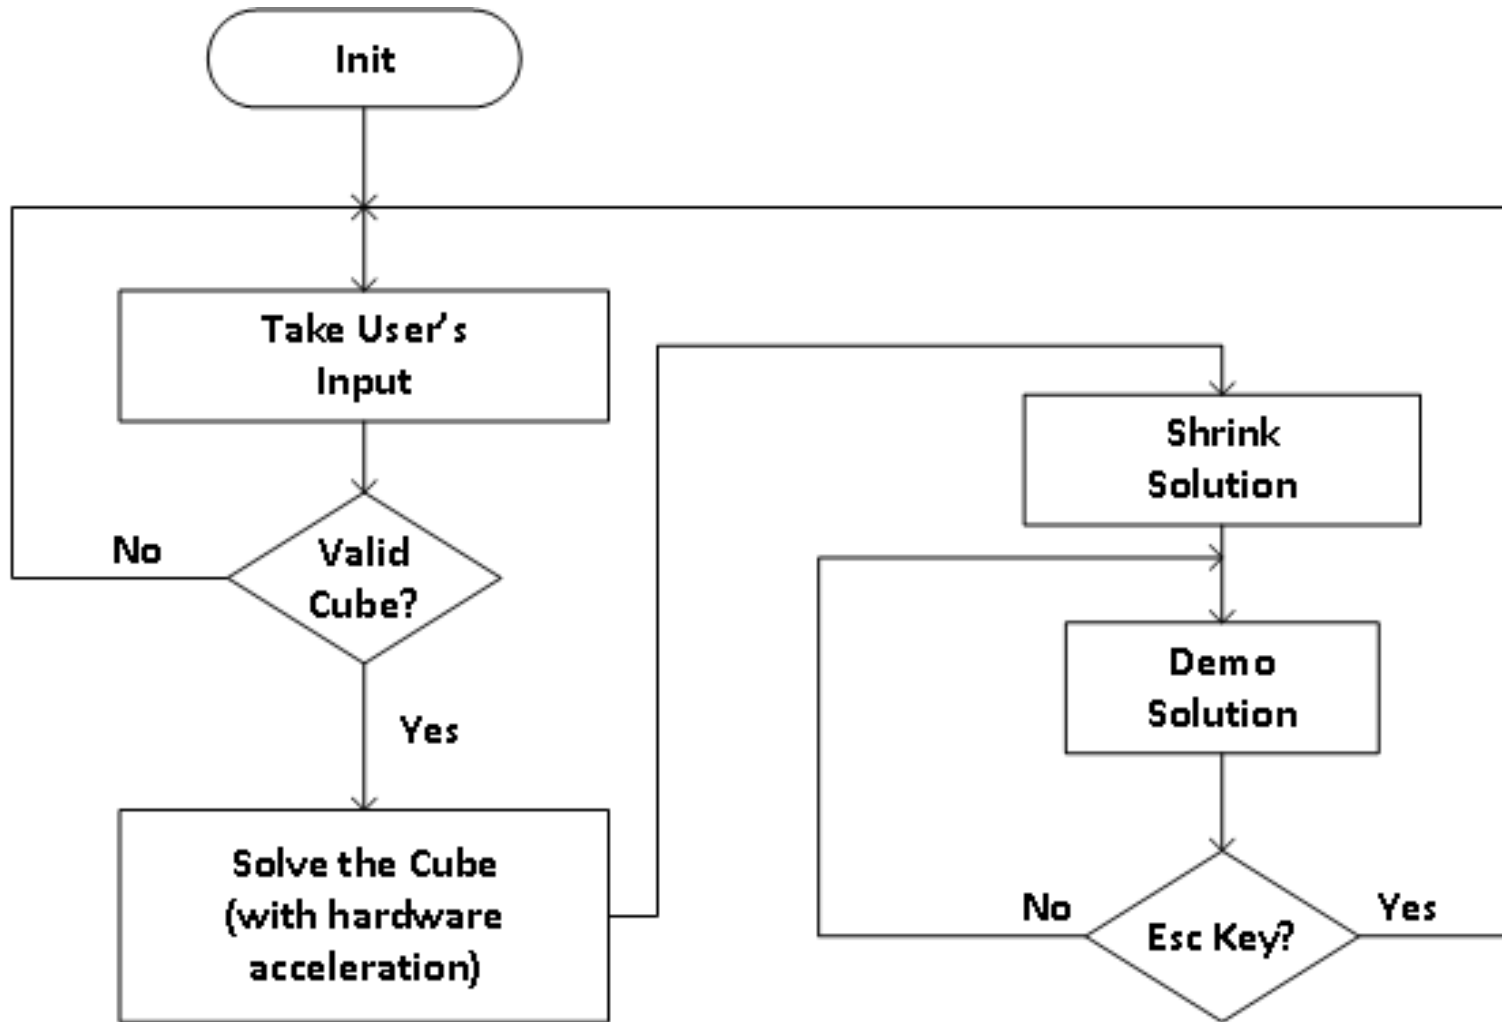 Init
Take User's
Input
No
Valid
Cube?
Yes
Solve the Cube
(with hardware
acceleration)
Shrink
Solution
Demo
Solution
No
Esc Key?
Yes